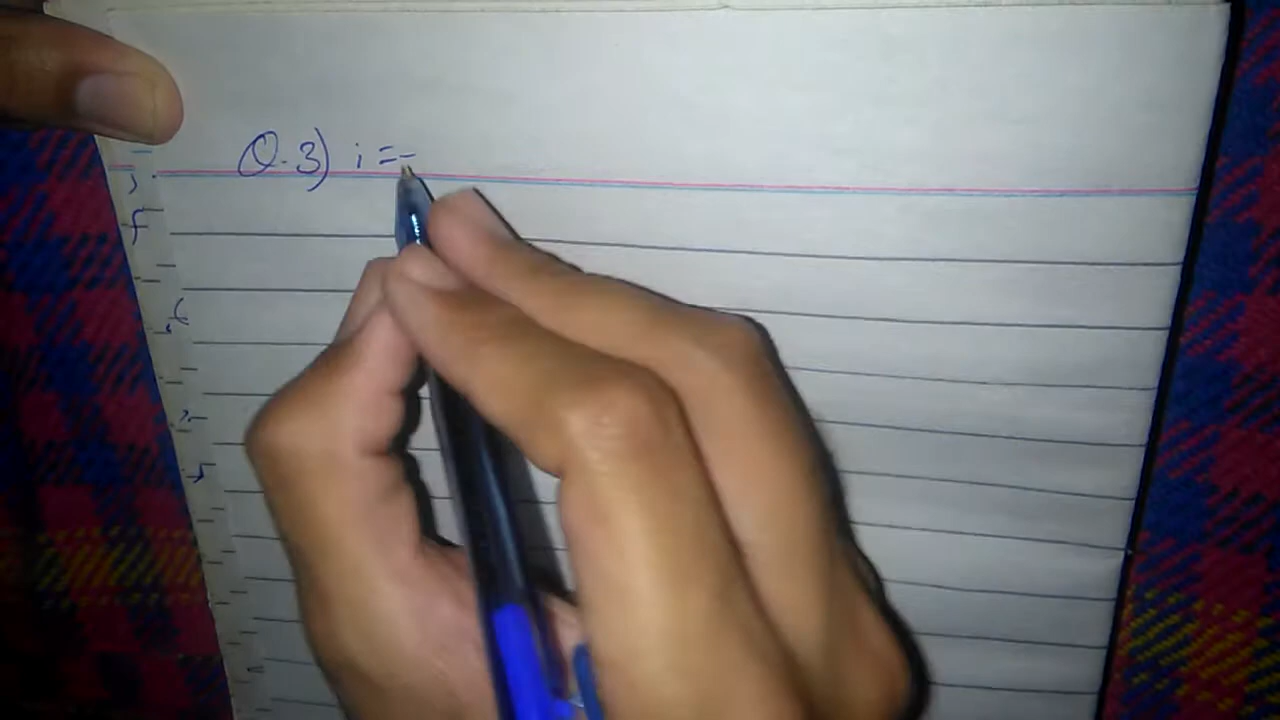 Q.3) i =-